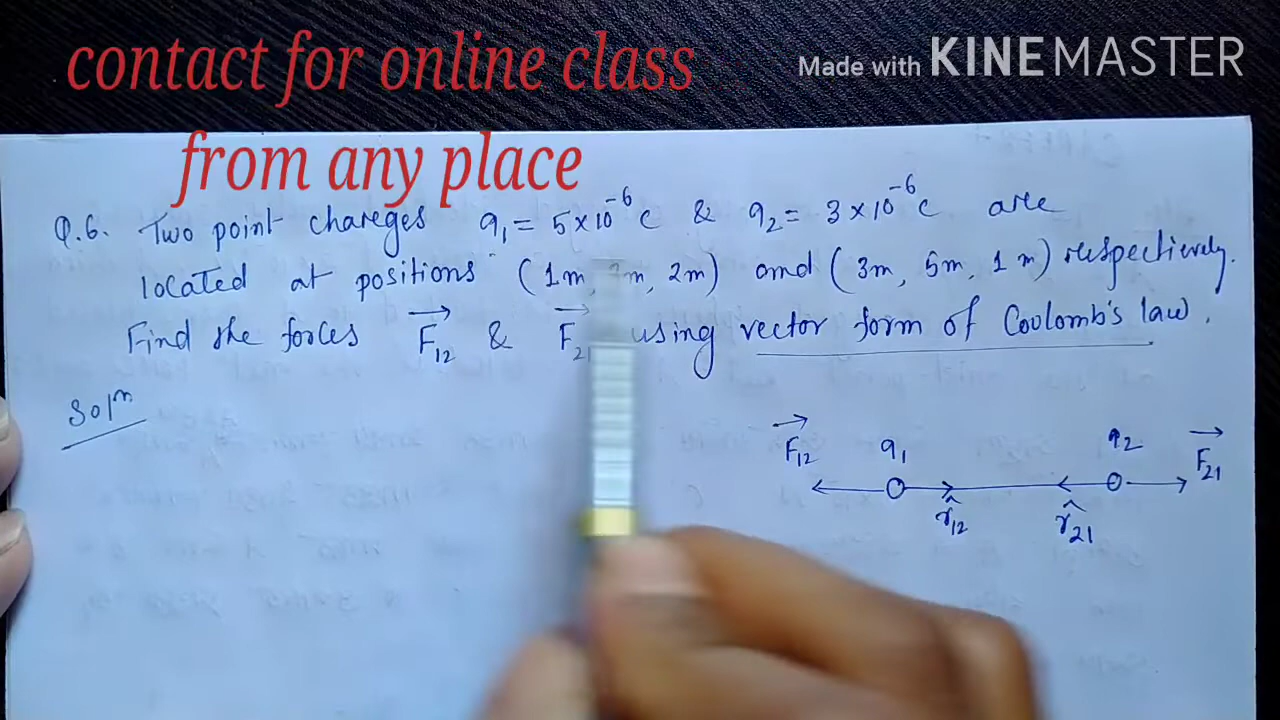 contact for online class
from any place
Made with KINEMASTER
Q.6. Two point chareges q₁ = 5×10⁻⁶ c & q₂ = 3×10⁻⁶ c are
located at positions (1m, m, 2m) and (3m, 5m, 1m) respectively.
Find the forces F₁₂ & F₂₁ using vector form of Coulomb's law.
Solⁿ
F₁₂ q₁ q₂ F₂₁
r̂₁₂ r̂₂₁